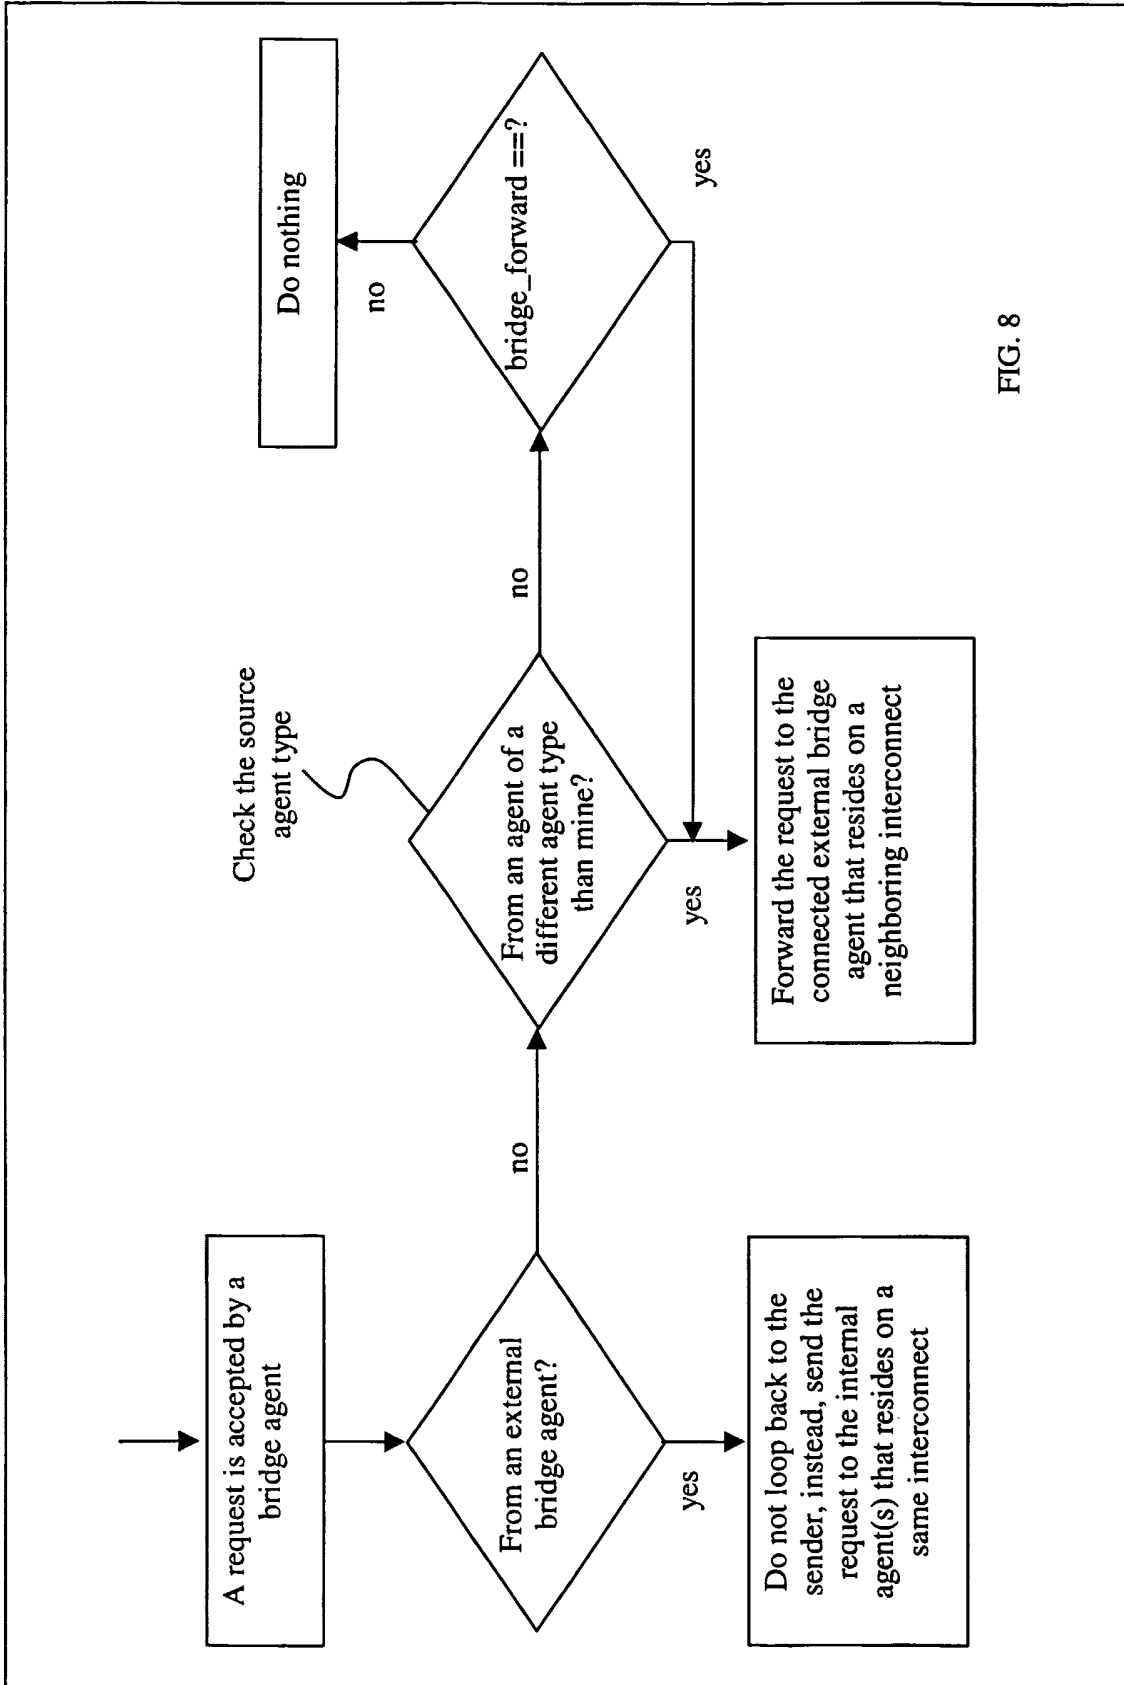 A request is accepted by a
bridge agent
From an external
bridge agent?
no
yes
Do not loop back to the
sender, instead, send the
request to the internal
agent(s) that resides on a
same interconnect
Check the source
agent type
From an agent of a
different agent type
than mine?
no
yes
Forward the request to the
connected external bridge
agent that resides on a
neighboring interconnect
Do nothing
no
bridge_forward ==?
yes
FIG. 8